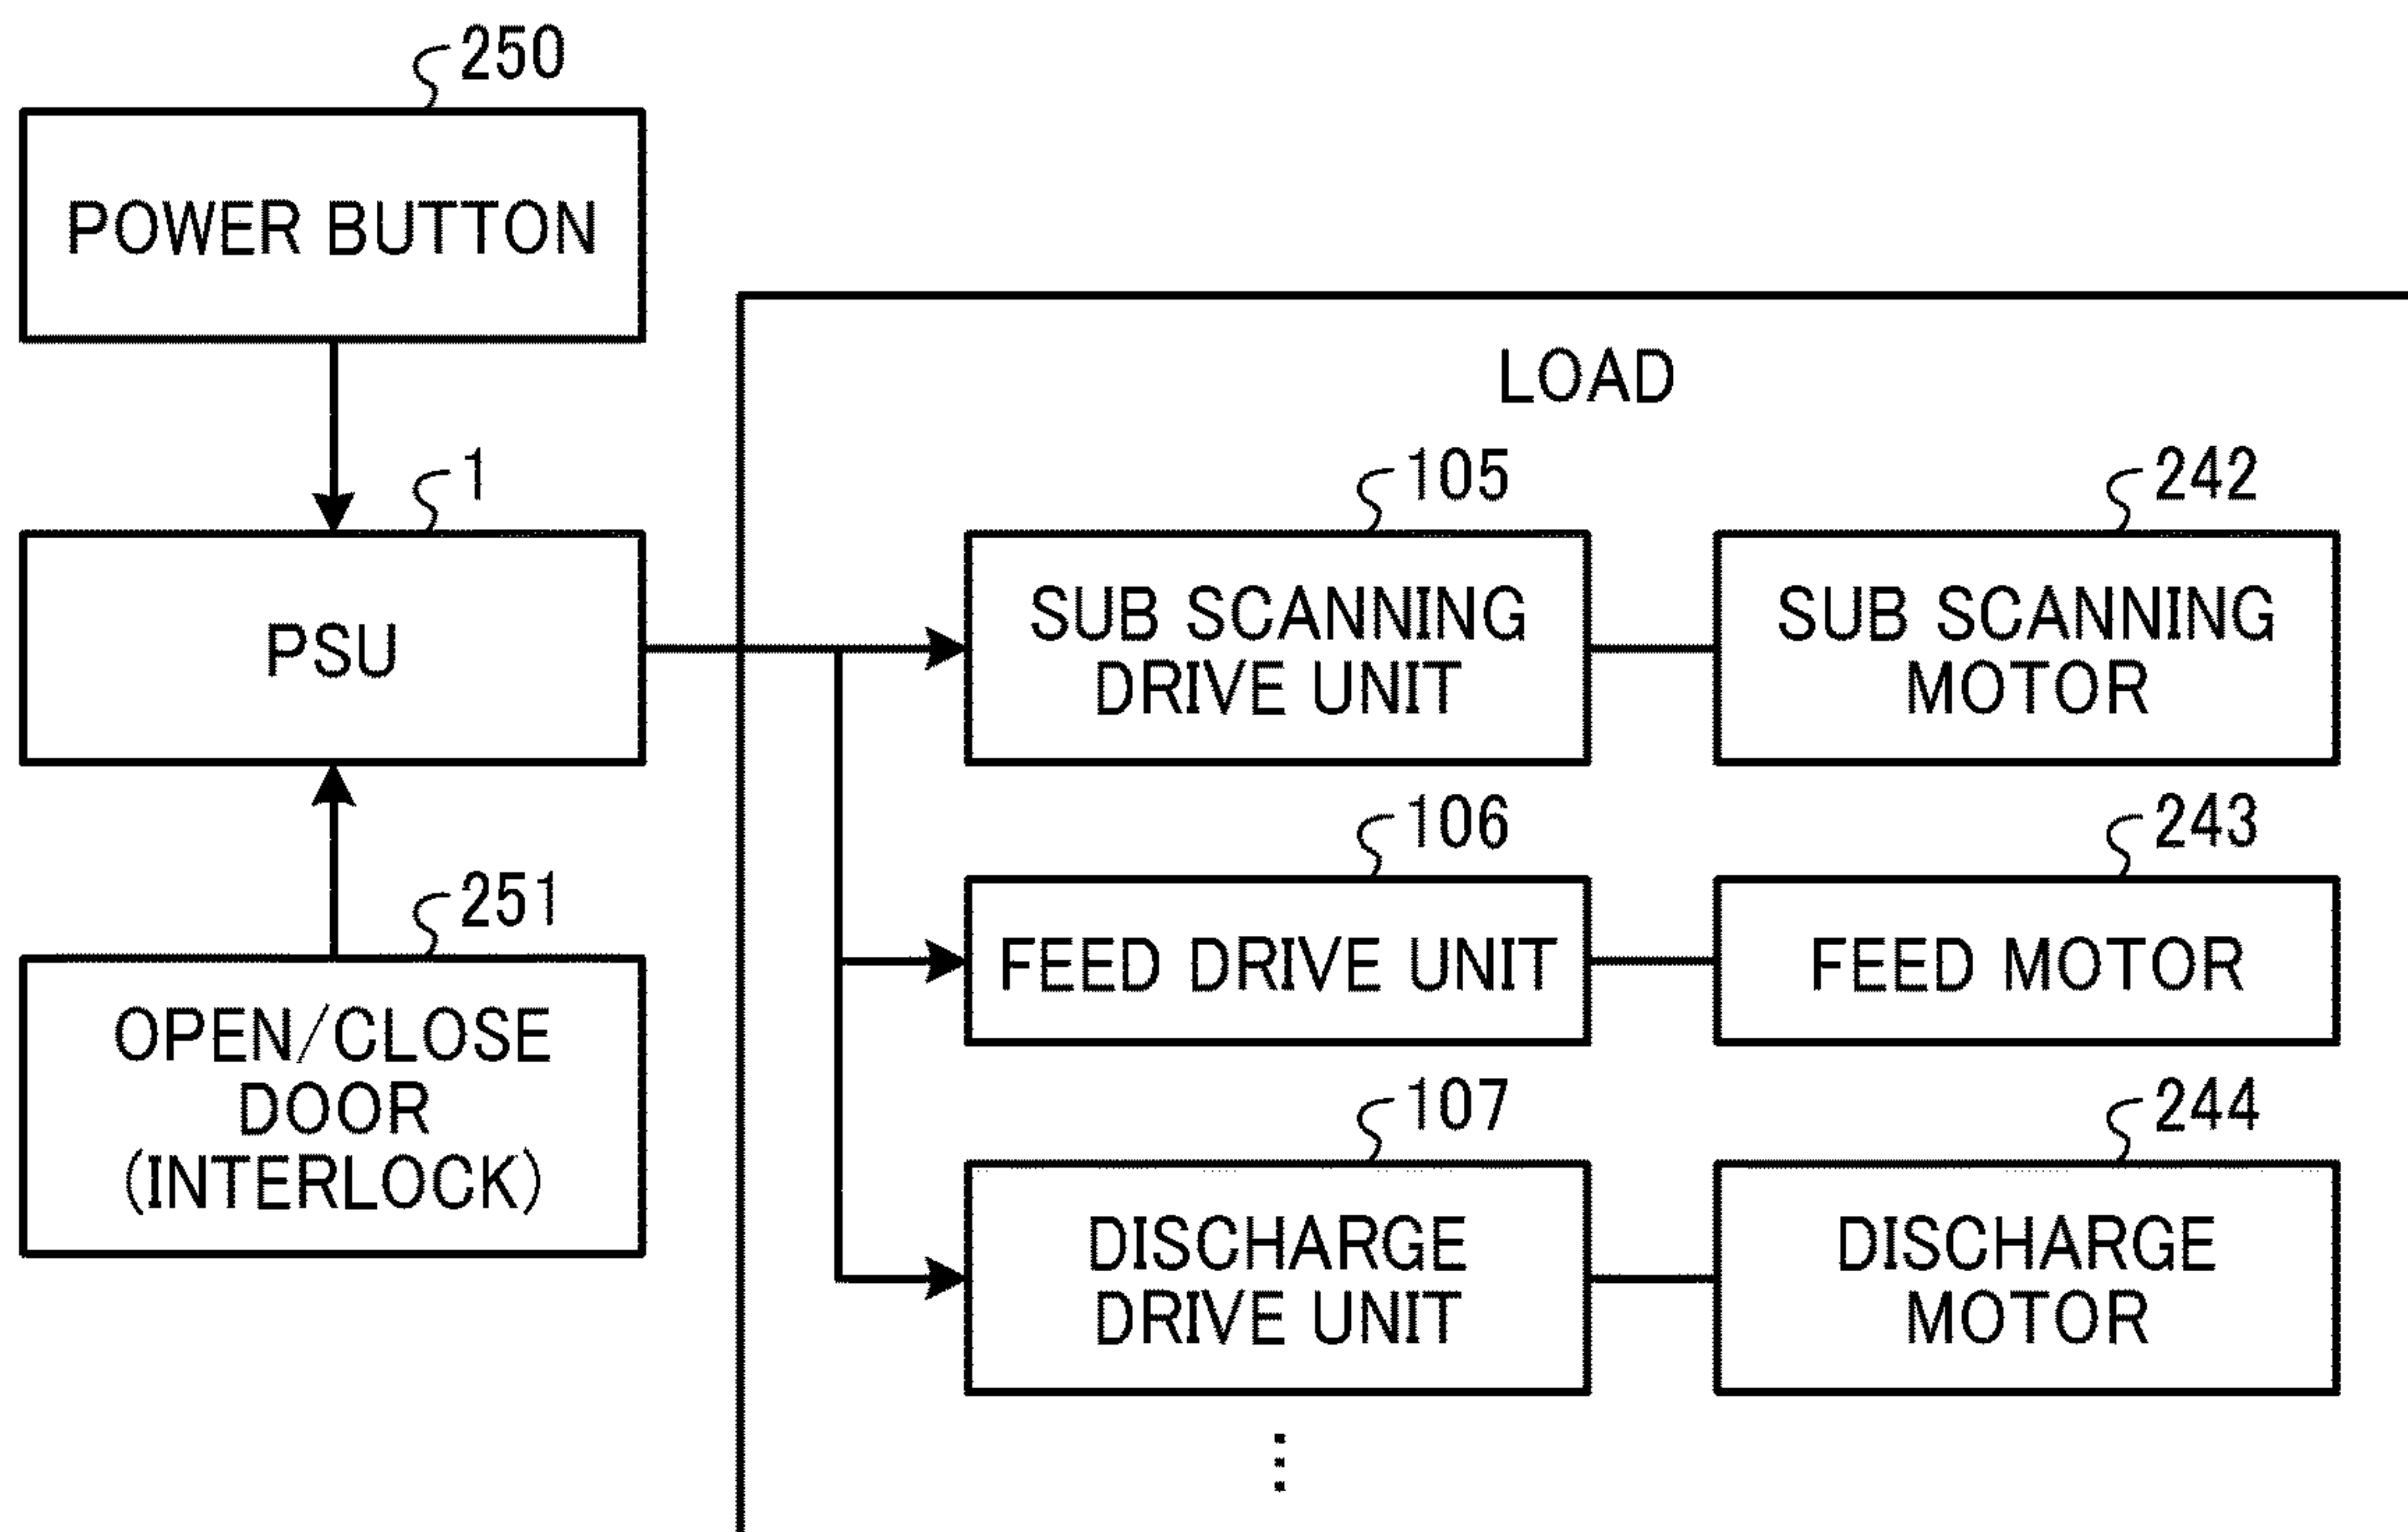 250
POWER BUTTON
1
PSU
251
OPEN/CLOSE
DOOR
(INTERLOCK)
LOAD
105
SUB SCANNING
DRIVE UNIT
242
SUB SCANNING
MOTOR
106
FEED DRIVE UNIT
243
FEED MOTOR
107
DISCHARGE
DRIVE UNIT
244
DISCHARGE
MOTOR